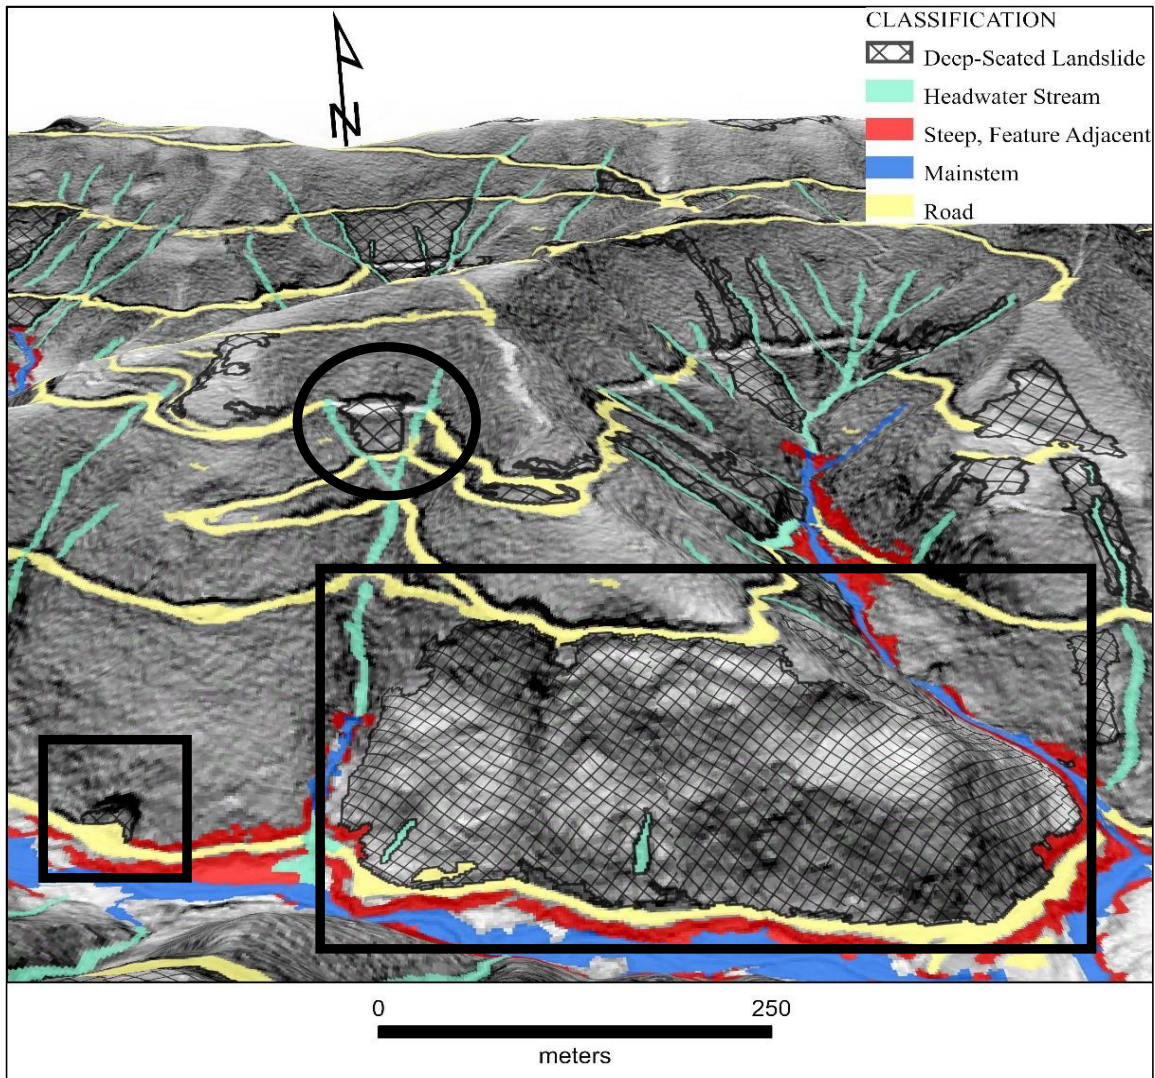 N
CLASSIFICATION
Deep-Seated Landslide
Headwater Stream
Steep, Feature Adjacent
Mainstem
Road
0 250
meters